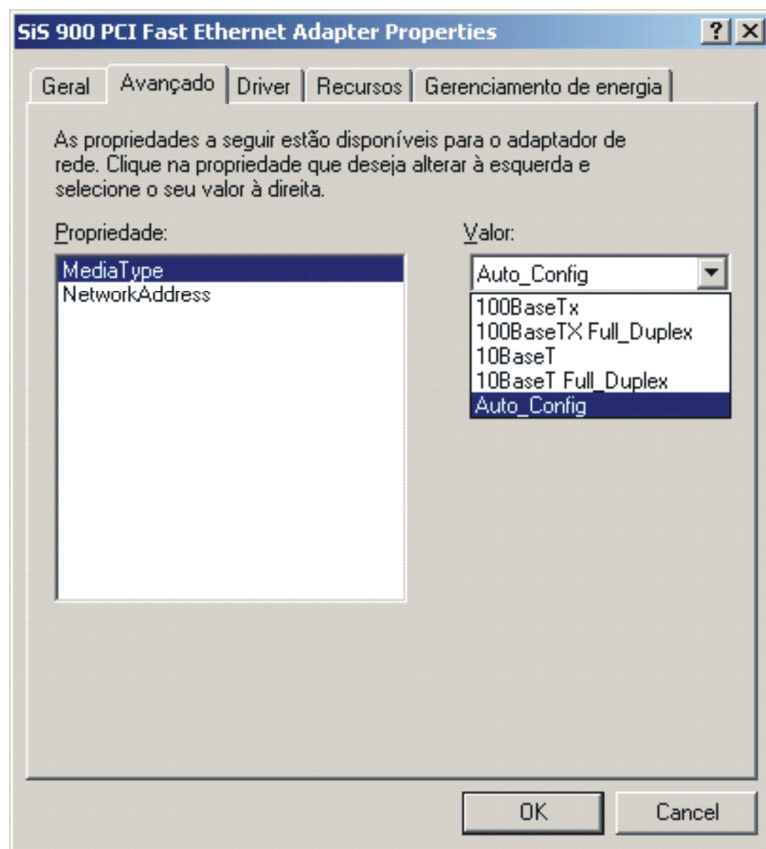 SiS 900 PCI Fast Ethernet Adapter Properties
Geral Avançado Driver Recursos Gerenciamento de energia
As propriedades a seguir estão disponíveis para o adaptador de
rede. Clique na propriedade que deseja alterar à esquerda e
selecione o seu valor à direita.
Propriedade:
MediaType
NetworkAddress
Valor:
Auto_Config
100BaseTx
100BaseTX Full_Duplex
10BaseT
10BaseT Full_Duplex
Auto_Config
OK Cancel